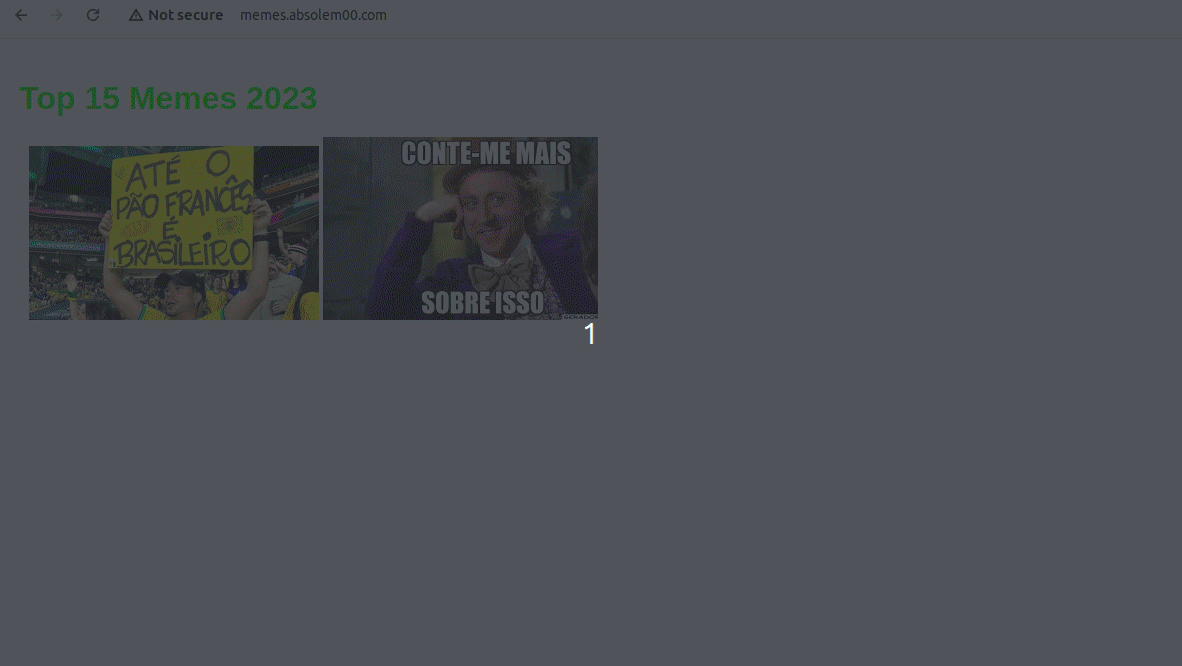 Not secure memes.absolem00.com
Top 15 Memes 2023
ATÉ O
PÃO FRANCÊS
É
BRASILEIRO
CONTE-ME MAIS
SOBRE ISSO
GERADOR
1